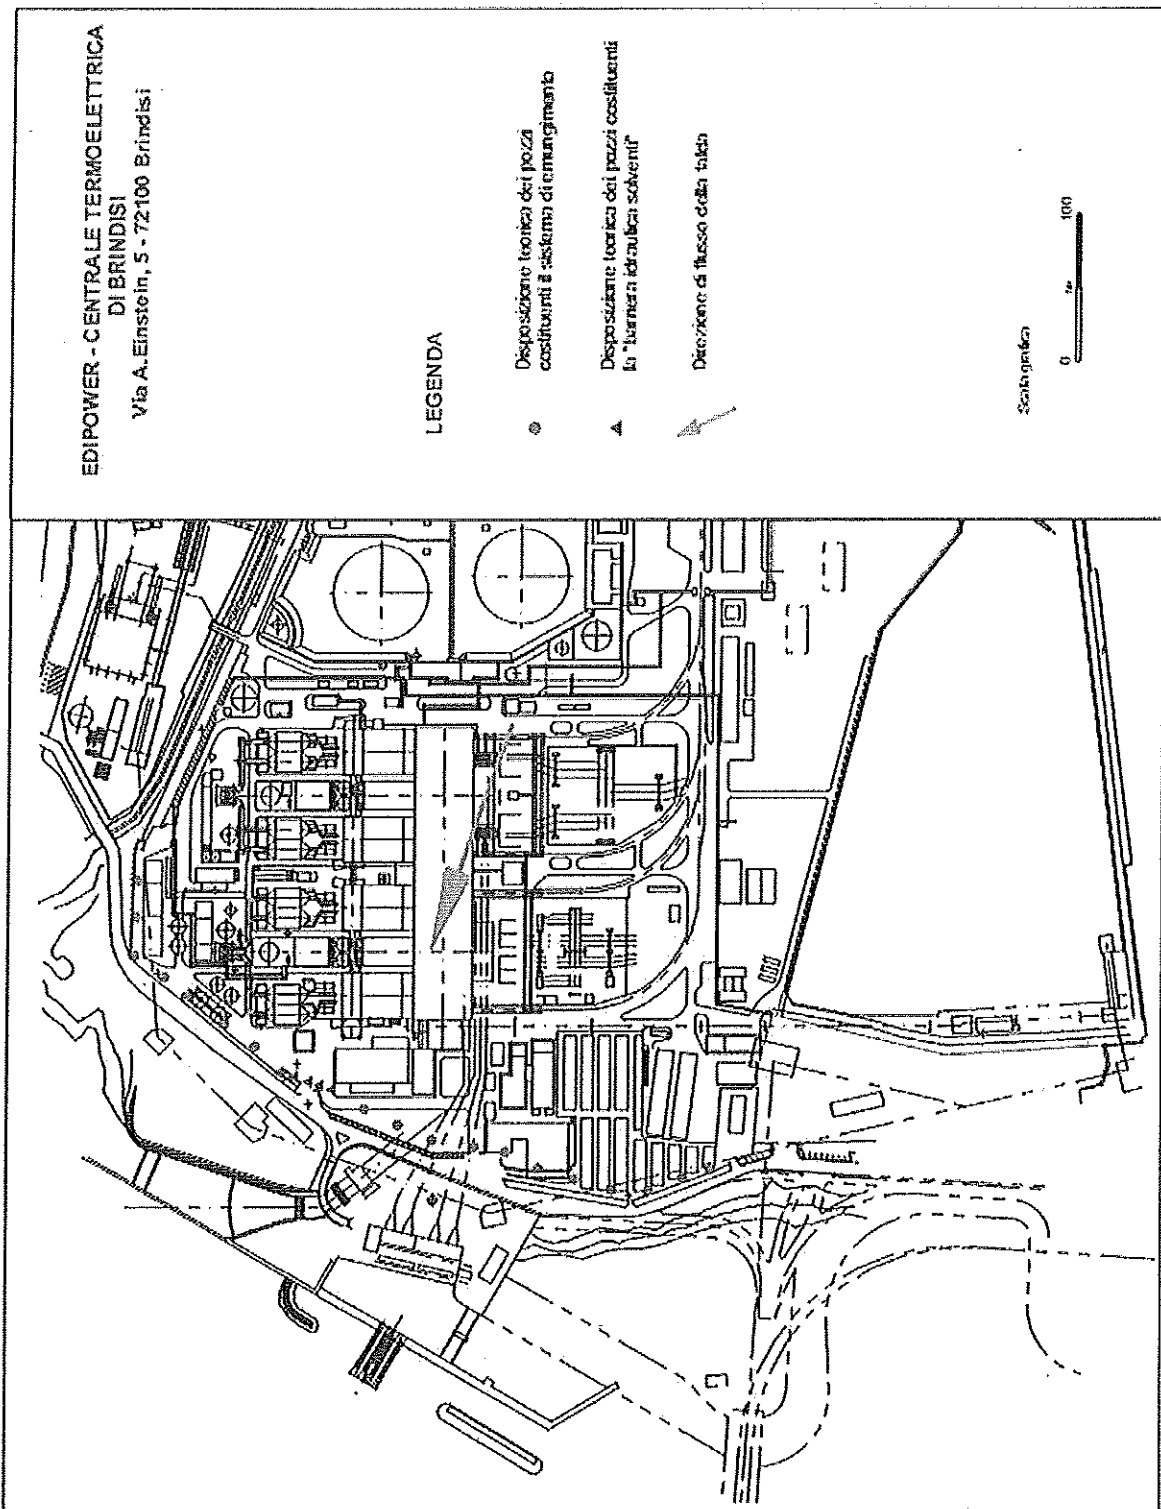 EDIPOWER - CENTRALE TERMOELETTRICA
DI BRINDISI
Via A. Einstein, 5 - 72100 Brindisi
LEGENDA
Disposizione teorica dei pozzi
costituenti il sistema di emungimento
Disposizione teorica dei pozzi costituenti
la "barriera idraulica solventi"
Direzione di flusso della falda
Scala grafica
0
100